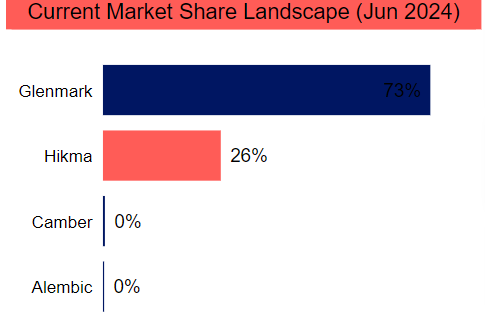 Current Market Share Landscape (Jun 2024)
Glenmark 73%
Hikma 26%
Camber 0%
Alembic 0%